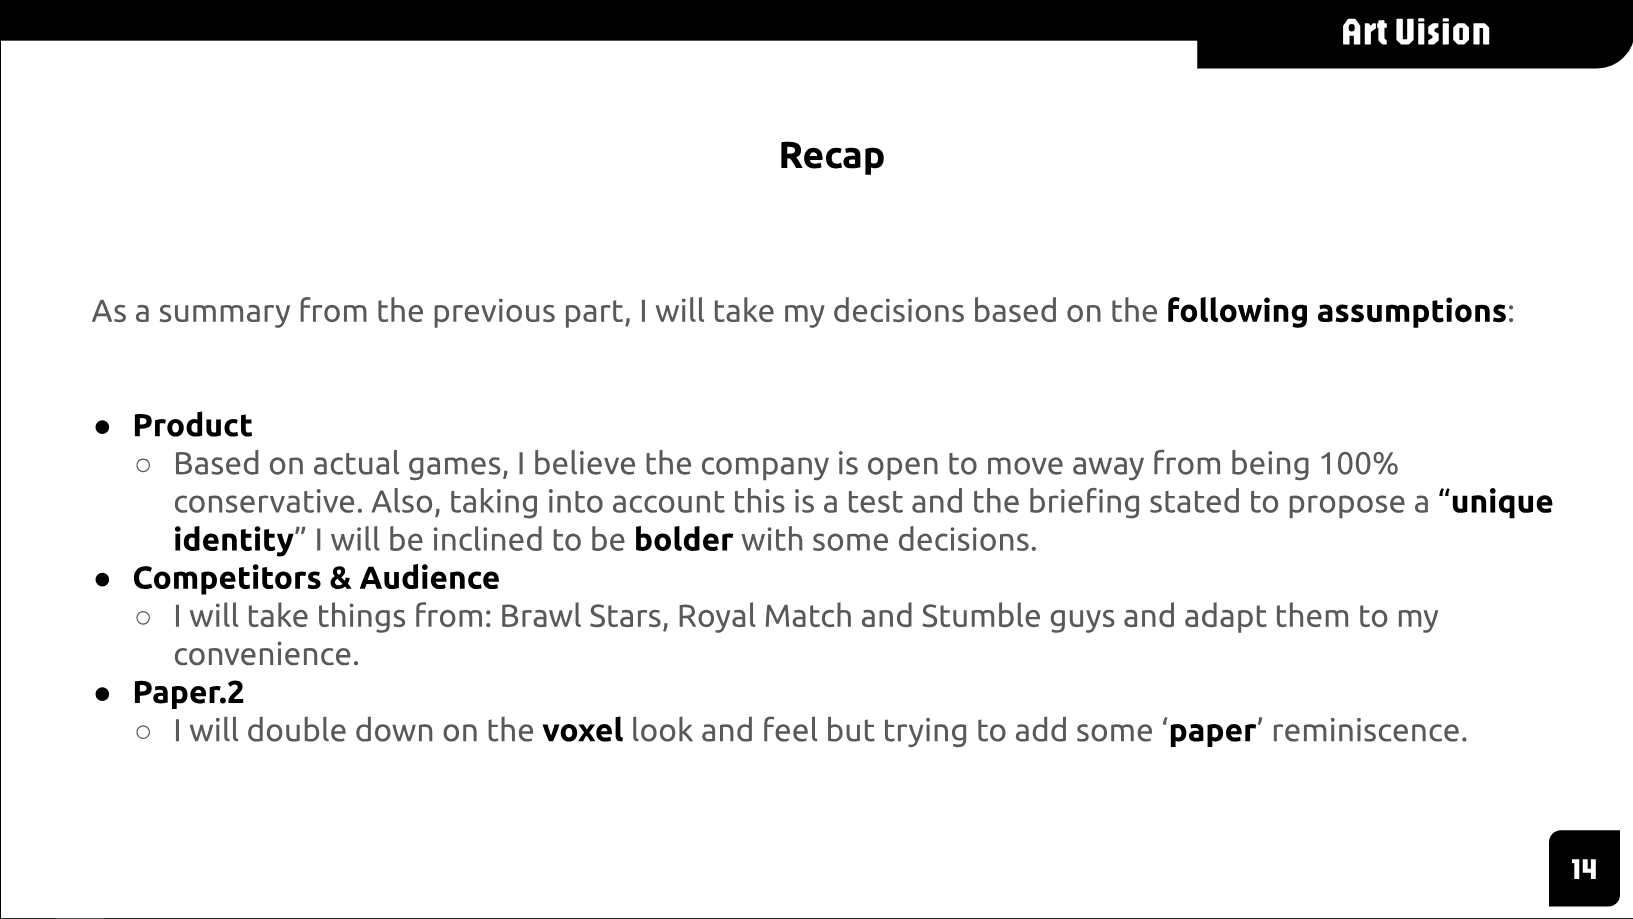 Art Vision
Recap
As a summary from the previous part, I will take my decisions based on the following assumptions:
● Product
○ Based on actual games, I believe the company is open to move away from being 100%
conservative. Also, taking into account this is a test and the briefing stated to propose a “unique
identity” I will be inclined to be bolder with some decisions.
● Competitors & Audience
○ I will take things from: Brawl Stars, Royal Match and Stumble guys and adapt them to my
convenience.
● Paper.2
○ I will double down on the voxel look and feel but trying to add some ‘paper’ reminiscence.
14